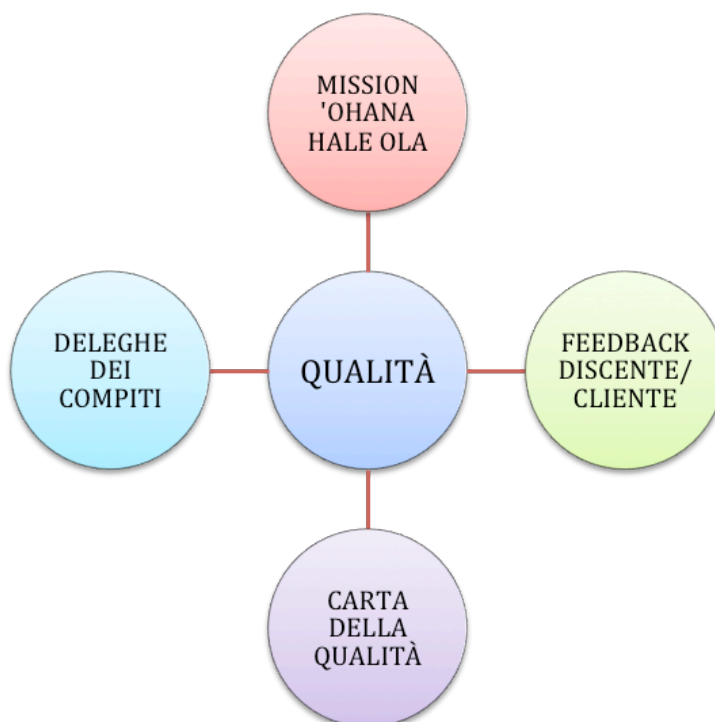 MISSION
'OHANA
HALE OLA
DELEGHE
DEI
COMPITI
QUALITÀ
FEEDBACK
DISCENTE/
CLIENTE
CARTA
DELLA
QUALITÀ